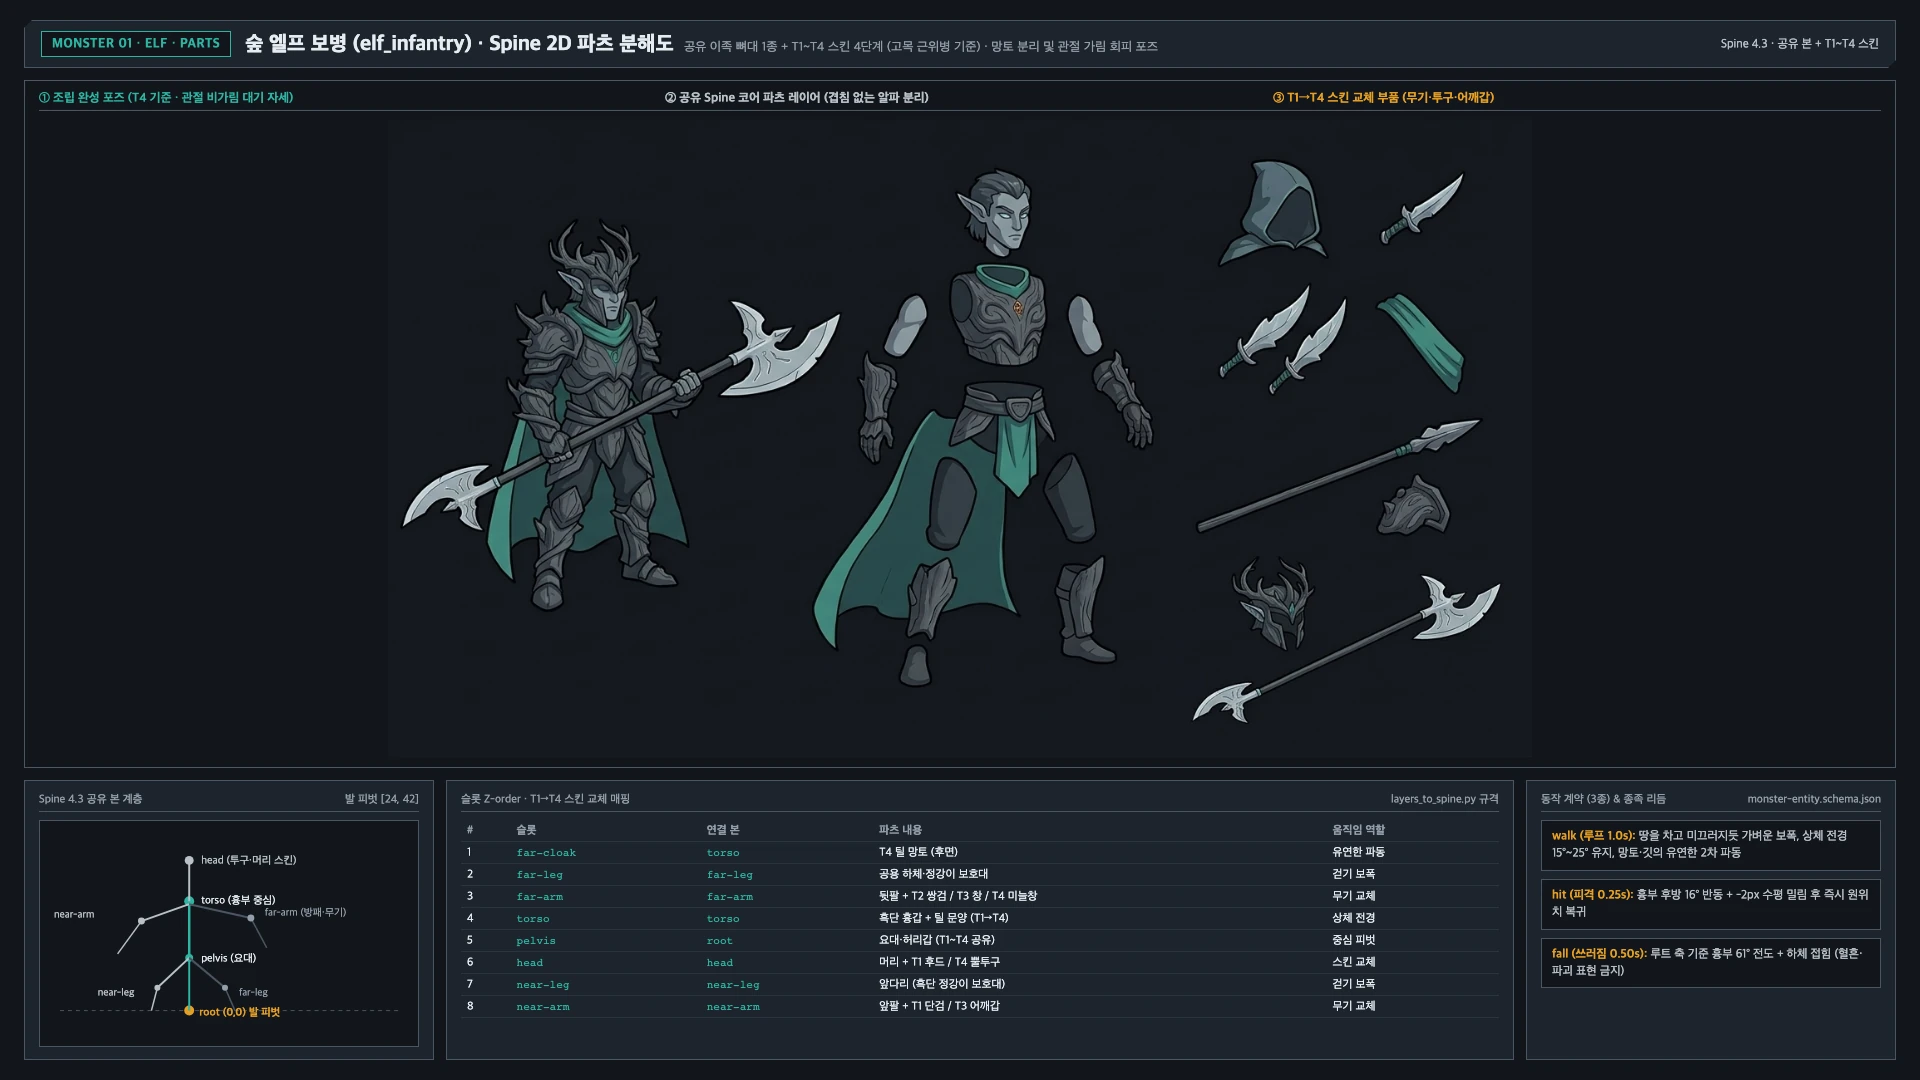 MONSTER 01 · ELF · PARTS
숲 엘프 보병 (elf_infantry) · Spine 2D 파츠 분해도
공유 이족 뼈대 1종 + T1~T4 스킨 4단계 (고목 근위병 기준) · 망토 분리 및 관절 가림 회피 포즈
Spine 4.3 · 공유 본 + T1~T4 스킨
① 조립 완성 포즈 (T4 기준 · 관절 비가림 대기 자세)
② 공유 Spine 코어 파츠 레이어 (겹침 없는 알파 분리)
③ T1→T4 스킨 교체 부품 (무기·투구·어깨갑)
Spine 4.3 공유 본 계층
발 피벗 [24, 42]
head (투구·머리 스킨)
torso (흉부 중심)
near-arm
far-arm (방패·무기)
pelvis (요대)
near-leg
far-leg
root (0,0) 발 피벗
슬롯 Z-order · T1→T4 스킨 교체 매핑
layers_to_spine.py 규격
# 슬롯 연결 본 파츠 내용 움직임 역할
1 far-cloak torso T4 틸 망토 (후면) 유연한 파동
2 far-leg far-leg 공용 하체·정강이 보호대 걷기 보폭
3 far-arm far-arm 뒷팔 + T2 쌍검 / T3 창 / T4 미늘창 무기 교체
4 torso torso 흑단 흉갑 + 틸 문양 (T1→T4) 상체 전경
5 pelvis root 요대·허리갑 (T1~T4 공유) 중심 피벗
6 head head 머리 + T1 후드 / T4 뿔투구 스킨 교체
7 near-leg near-leg 앞다리 (흑단 정강이 보호대) 걷기 보폭
8 near-arm near-arm 앞팔 + T1 단검 / T3 어깨갑 무기 교체
동작 계약 (3종) & 종족 리듬
monster-entity.schema.json
walk (루프 1.0s): 땅을 차고 미끄러지듯 가벼운 보폭, 상체 전경
15°~25° 유지, 망토·깃의 유연한 2차 파동
hit (피격 0.25s): 흉부 후방 16° 반동 + -2px 수평 밀림 후 즉시 원위
치 복귀
fall (쓰러짐 0.50s): 루트 축 기준 흉부 61° 전도 + 하체 접힘 (혈흔·
파괴 표현 금지)